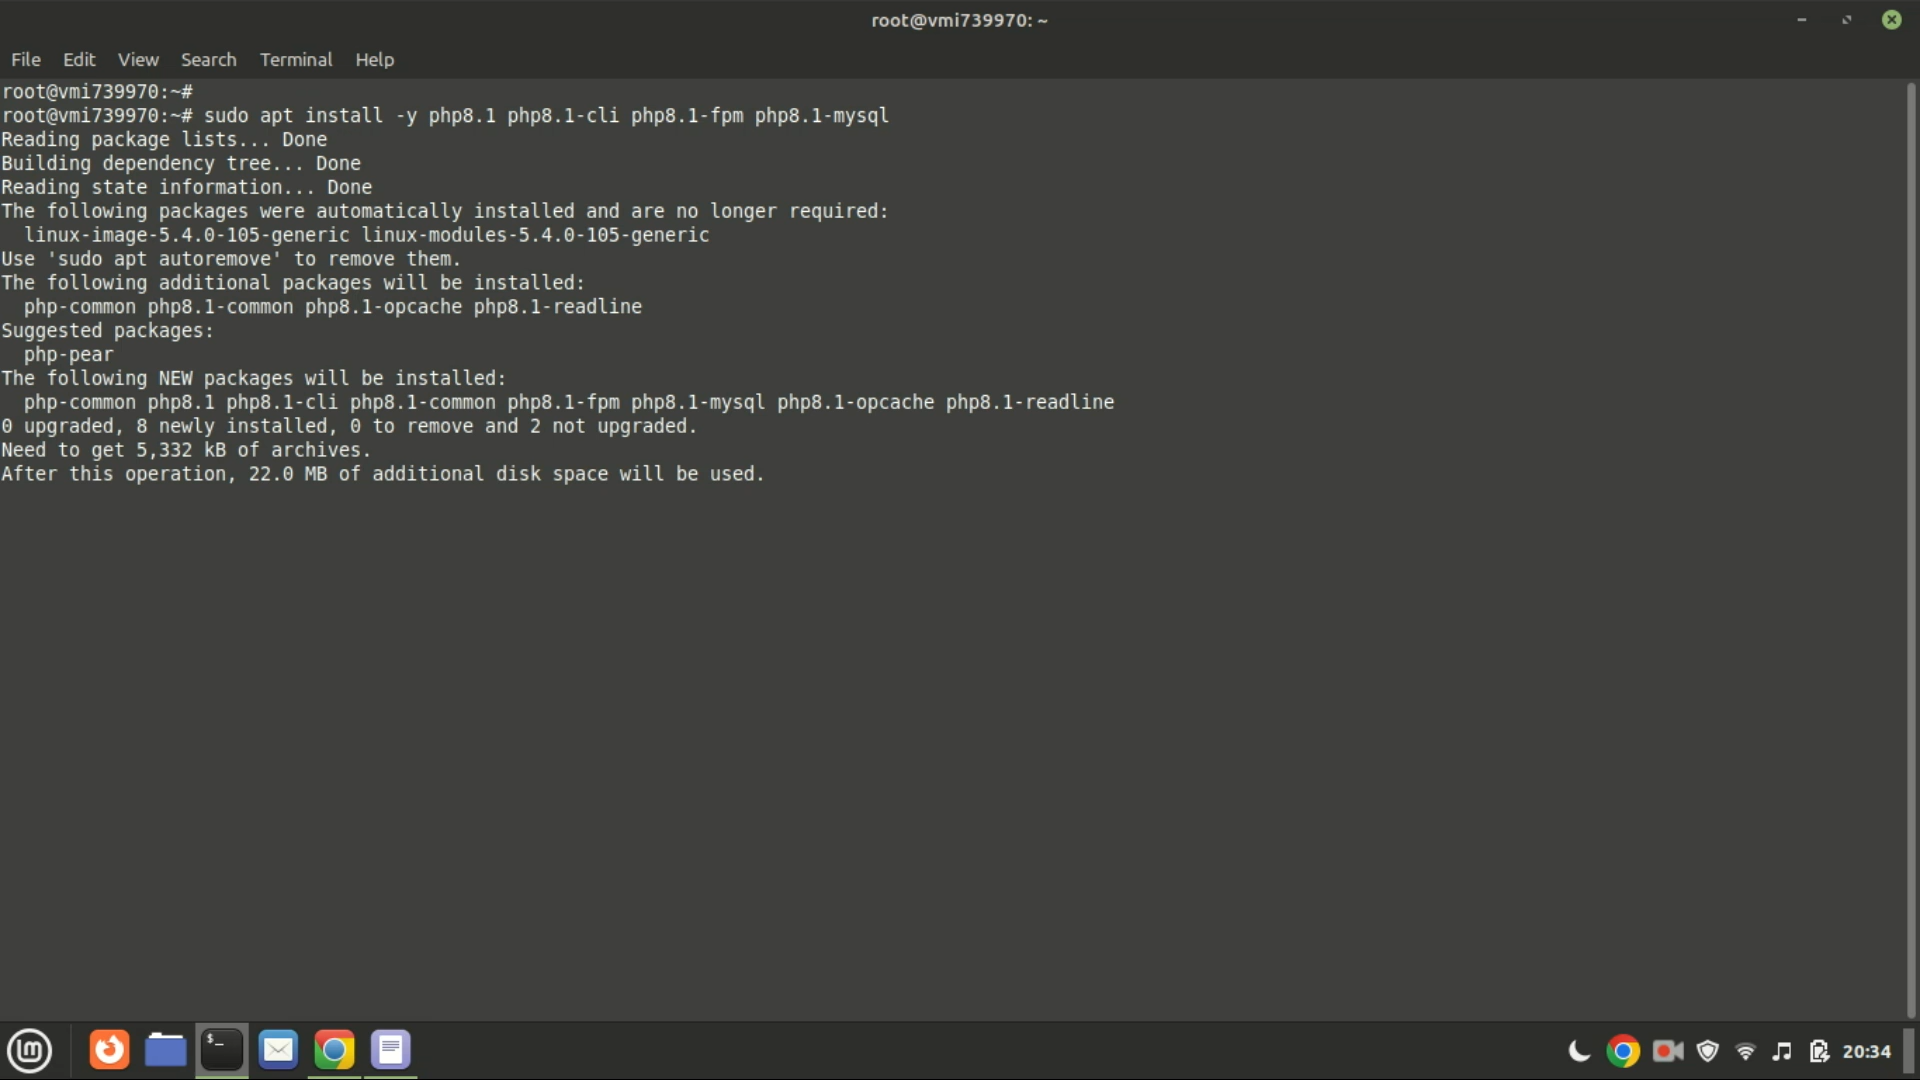 root@vmi739970: ~
File Edit View Search Terminal Help
root@vmi739970:~#
root@vmi739970:~# sudo apt install -y php8.1 php8.1-cli php8.1-fpm php8.1-mysql
Reading package lists... Done
Building dependency tree... Done
Reading state information... Done
The following packages were automatically installed and are no longer required:
  linux-image-5.4.0-105-generic linux-modules-5.4.0-105-generic
Use 'sudo apt autoremove' to remove them.
The following additional packages will be installed:
  php-common php8.1-common php8.1-opcache php8.1-readline
Suggested packages:
  php-pear
The following NEW packages will be installed:
  php-common php8.1 php8.1-cli php8.1-common php8.1-fpm php8.1-mysql php8.1-opcache php8.1-readline
0 upgraded, 8 newly installed, 0 to remove and 2 not upgraded.
Need to get 5,332 kB of archives.
After this operation, 22.0 MB of additional disk space will be used.
$_
20:34